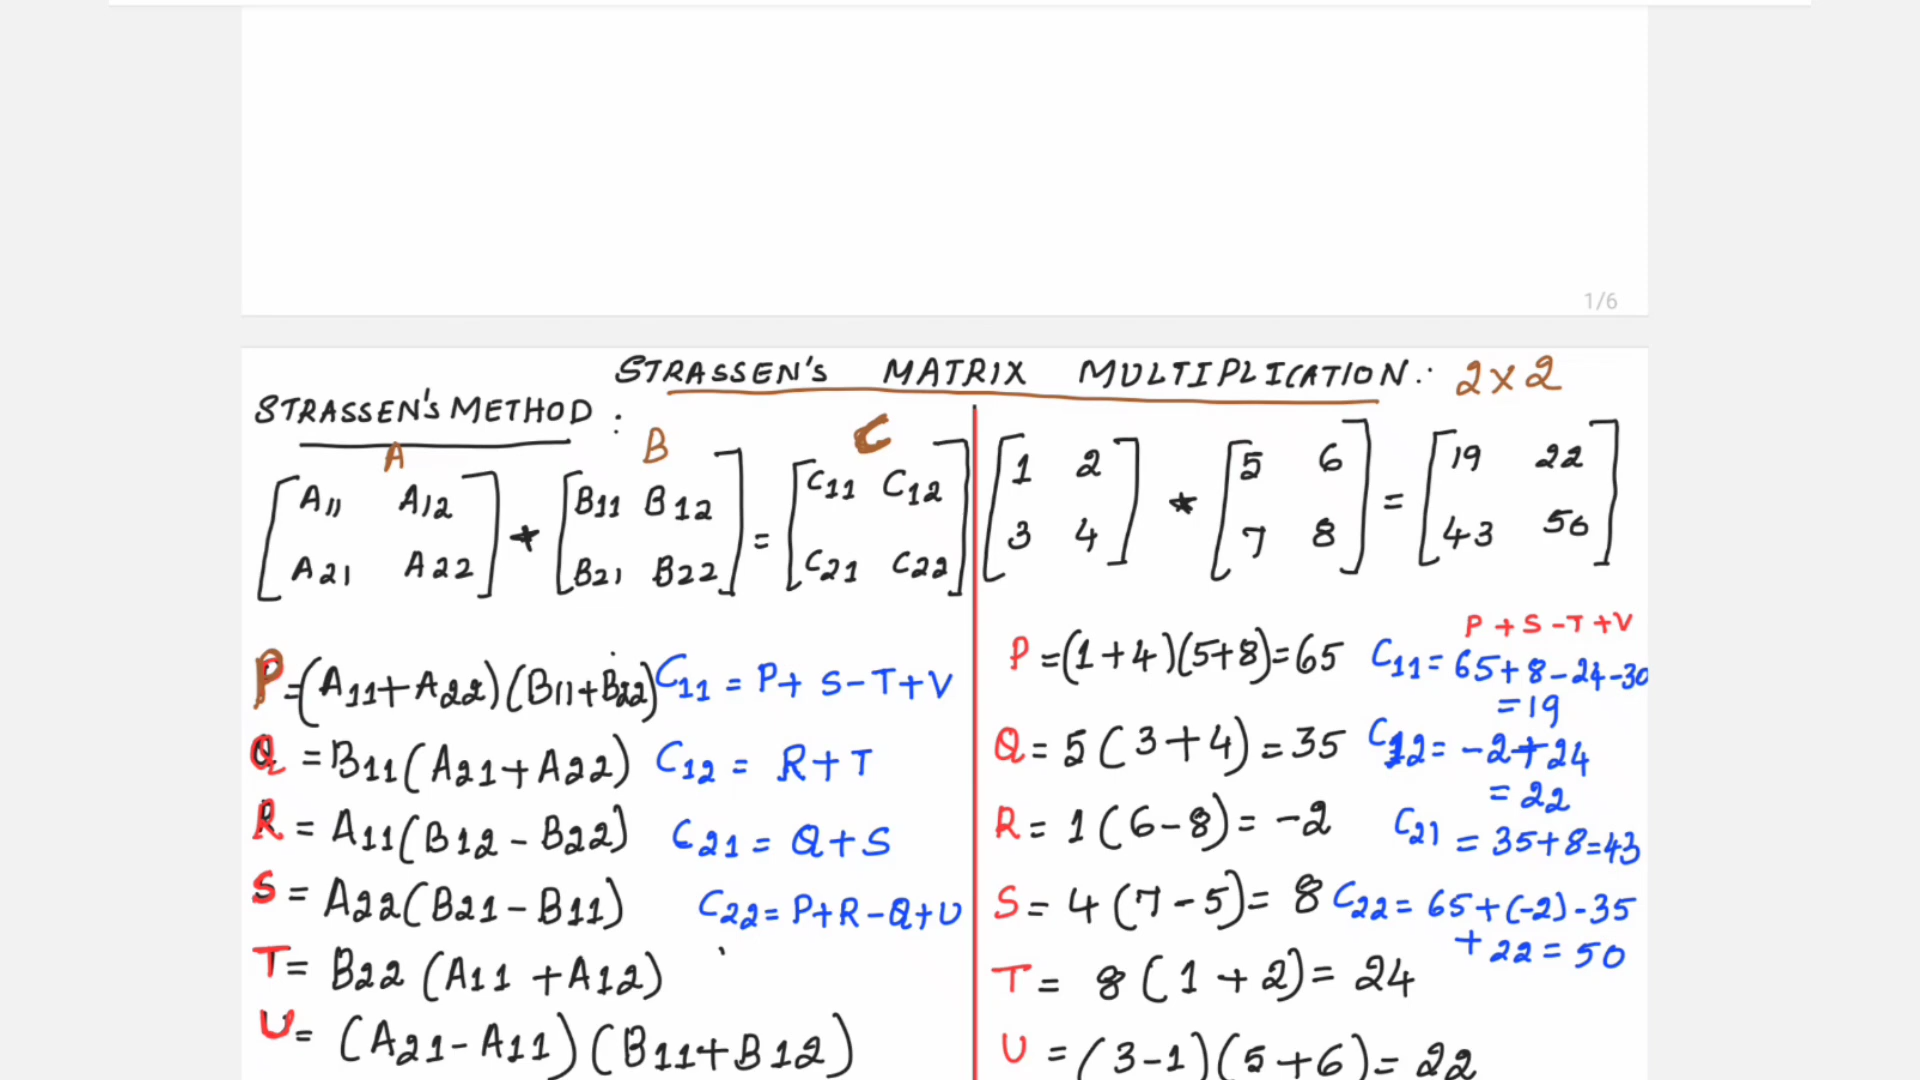 1/6
STRASSEN's MATRIX MULTIPLICATION:- 2x2
STRASSEN'S METHOD :
A B C
[A11 A12] * [B11 B12] = [C11 C12]
[A21 A22] [B21 B22] [C21 C22]
P=(A11+A22)(B11+B22) C11 = P+S-T+V
Q=B11(A21+A22) C12 = R+T
R=A11(B12-B22) C21 = Q+S
S=A22(B21-B11) C22=P+R-Q+U
T=B22(A11+A12)
U=(A21-A11)(B11+B12)
[1 2] * [5 6] = [19 22]
[3 4] [7 8] [43 50]
P+S-T+V
P=(1+4)(5+8)=65 C11=65+8-24-30
=19
Q=5(3+4)=35 C12=-2+24
=22
R=1(6-8)=-2 C21=35+8=43
S=4(7-5)=8 C22=65+(-2)-35
+22=50
T=8(1+2)=24
U=(3-1)(5+6)=22